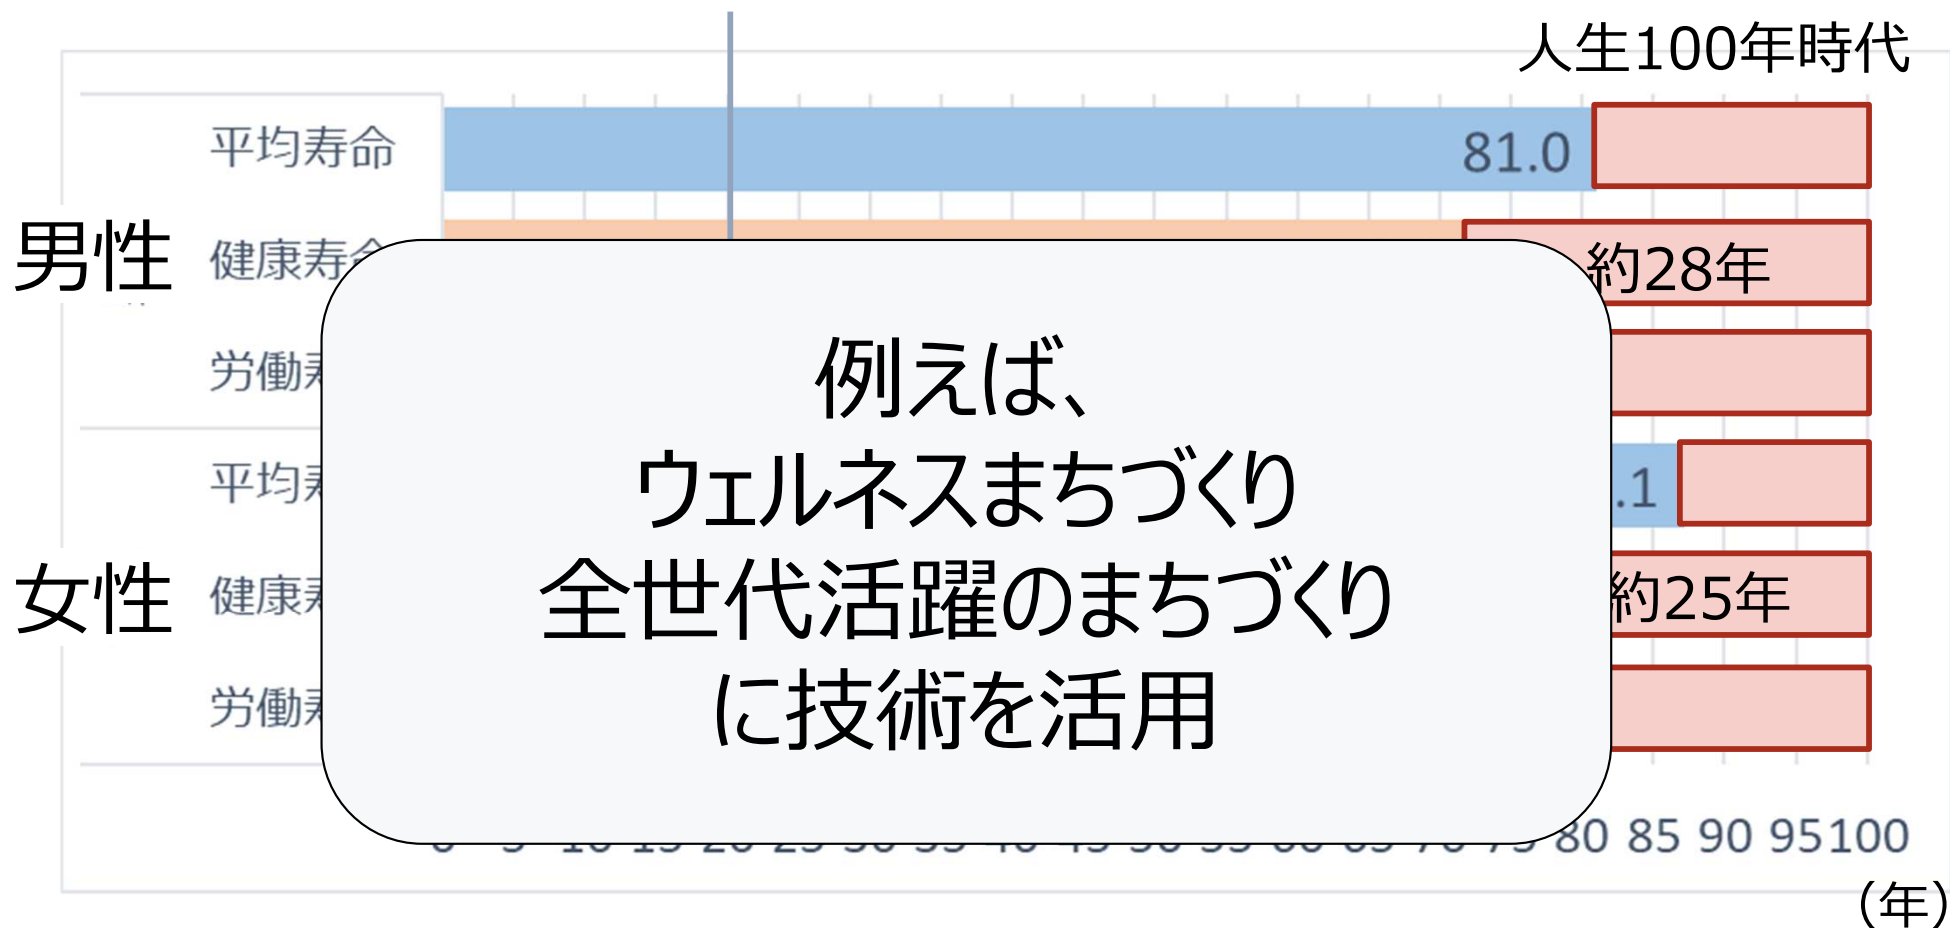 人生100年時代
平均寿命
81.0
男性
健康寿
約28年
労働
例えば、
ウェルネスまちづくり
全世代活躍のまちづくり
に技術を活用
平均
.1
女性
健康
約25年
労働
80 85 90 95 100
(年)